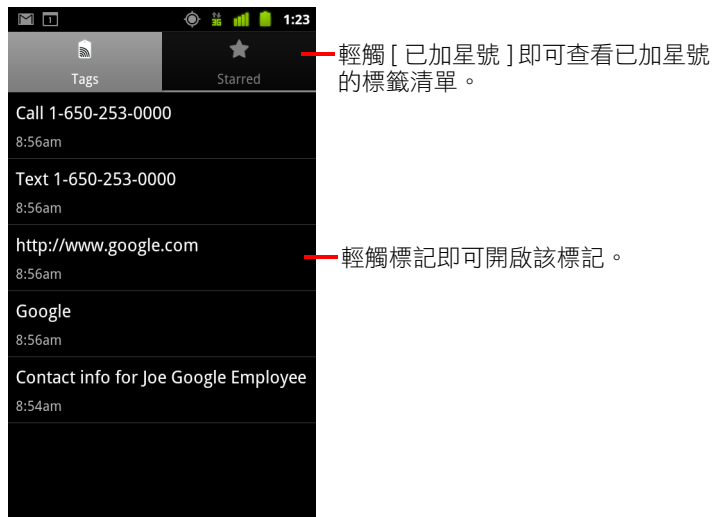 1
3G
1:23
Tags
Starred
Call 1-650-253-0000
8:56am
Text 1-650-253-0000
8:56am
http://www.google.com
8:56am
Google
8:56am
Contact info for Joe Google Employee
8:54am
輕觸 [ 已加星號 ] 即可查看已加星號
的標籤清單。
輕觸標記即可開啟該標記。